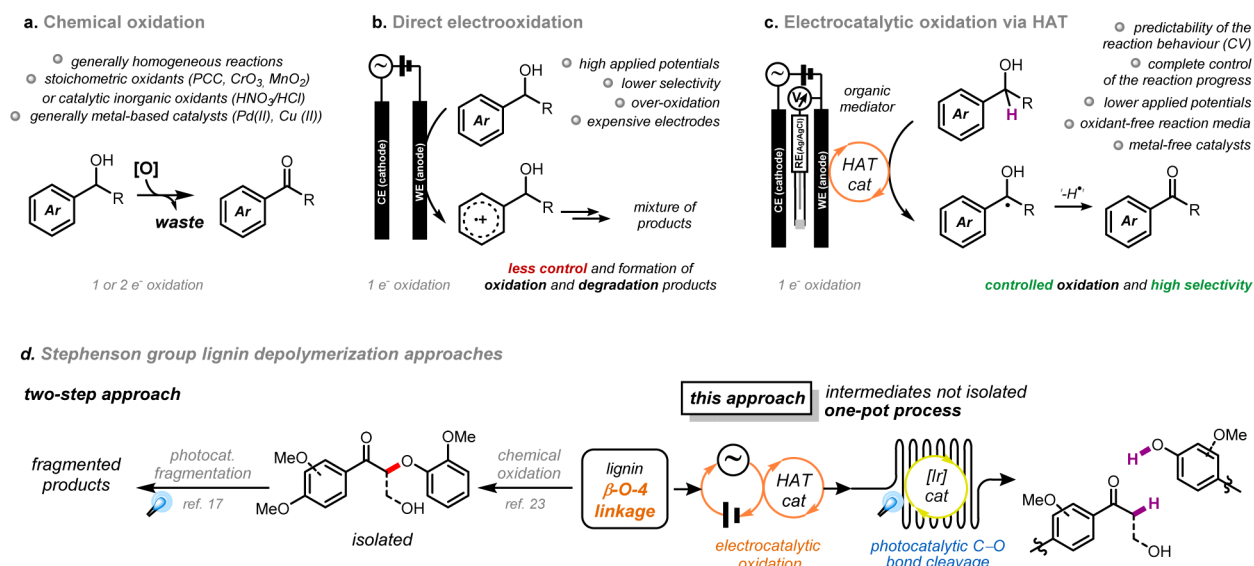 a. Chemical oxidation
generally homogeneous reactions
stoichometric oxidants (PCC, CrO3, MnO2)
or catalytic inorganic oxidants (HNO3/HCl)
generally metal-based catalysts (Pd(II), Cu (II))
OH
R
Ar
[O]
waste
O
R
Ar
1 or 2 e- oxidation
b. Direct electrooxidation
high applied potentials
lower selectivity
over-oxidation
expensive electrodes
~
CE (cathode)
WE (anode)
OH
R
Ar
OH
R
•+
mixture of
products
1 e- oxidation
less control and formation of
oxidation and degradation products
c. Electrocatalytic oxidation via HAT
predictability of the
reaction behaviour (CV)
complete control
of the reaction progress
lower applied potentials
oxidant-free reaction media
metal-free catalysts
~
V
CE (cathode)
RE(Ag/AgCl)
WE (anode)
organic
mediator
HAT
cat
OH
R
H
Ar
OH
R
•
Ar
-H•
O
R
Ar
1 e- oxidation
controlled oxidation and high selectivity
d. Stephenson group lignin depolymerization approaches
two-step approach
this approach
intermediates not isolated
one-pot process
fragmented
products
photocat.
fragmentation
ref. 17
MeO
MeO
O
O
OMe
OH
isolated
chemical
oxidation
ref. 23
lignin
β-O-4
linkage
~
HAT
cat
electrocatalytic
oxidation
[Ir]
cat
photocatalytic C–O
bond cleavage
H
O
OMe
MeO
O
H
OH